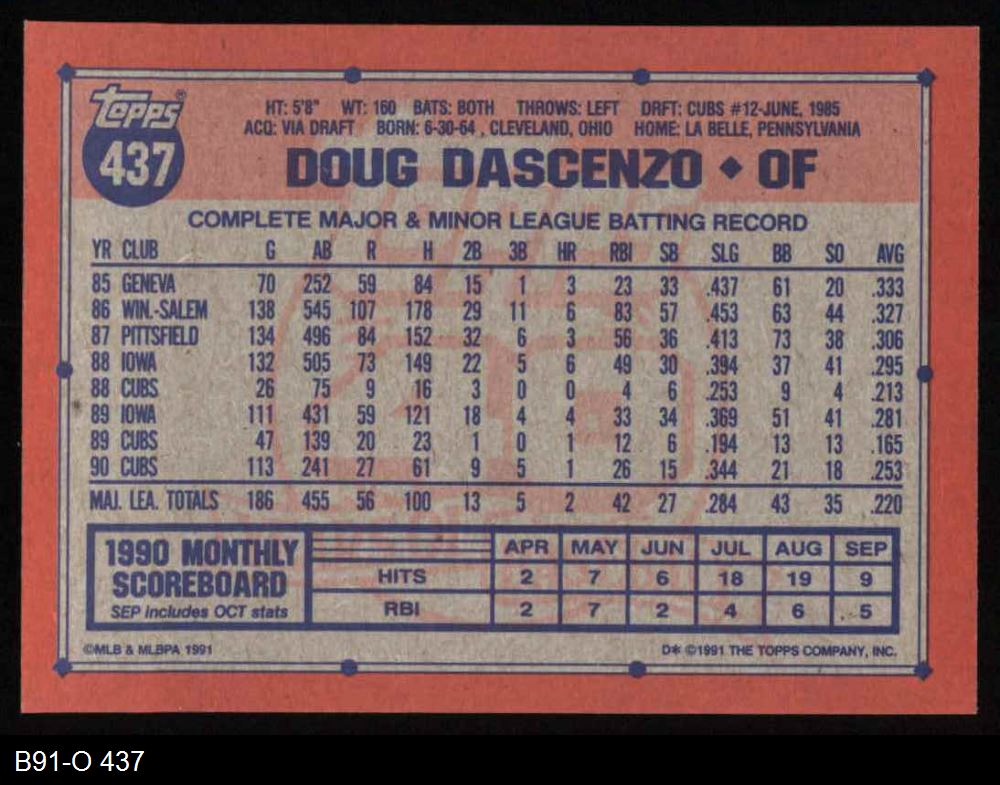 topps®
437
HT: 5'8" WT: 160 BATS: BOTH THROWS: LEFT DRFT: CUBS #12-JUNE, 1985
ACQ: VIA DRAFT BORN: 6-30-64 , CLEVELAND, OHIO HOME: LA BELLE, PENNSYLVANIA
DOUG DASCENZO ◆ OF
COMPLETE MAJOR & MINOR LEAGUE BATTING RECORD
YR CLUB G AB R H 2B 3B HR RBI SB SLG BB SO AVG
85 GENEVA 70 252 59 84 15 1 3 23 33 .437 61 20 .333
86 WIN.-SALEM 138 545 107 178 29 11 6 83 57 .453 63 44 .327
87 PITTSFIELD 134 496 84 152 32 6 3 56 36 .413 73 38 .306
88 IOWA 132 505 73 149 22 5 6 49 30 .394 37 41 .295
88 CUBS 26 75 9 16 3 0 0 4 6 .253 9 4 .213
89 IOWA 111 431 59 121 18 4 4 33 34 .369 51 41 .281
89 CUBS 47 139 20 23 1 0 1 12 6 .194 13 13 .165
90 CUBS 113 241 27 61 9 5 1 26 15 .344 21 18 .253
MAJ. LEA. TOTALS 186 455 56 100 13 5 2 42 27 .284 43 35 .220
1990 MONTHLY SCOREBOARD
SEP includes OCT stats
APR MAY JUN JUL AUG SEP
HITS 2 7 6 18 19 9
RBI 2 7 2 4 6 5
©MLB & MLBPA 1991
D* ©1991 THE TOPPS COMPANY, INC.
B91-O 437